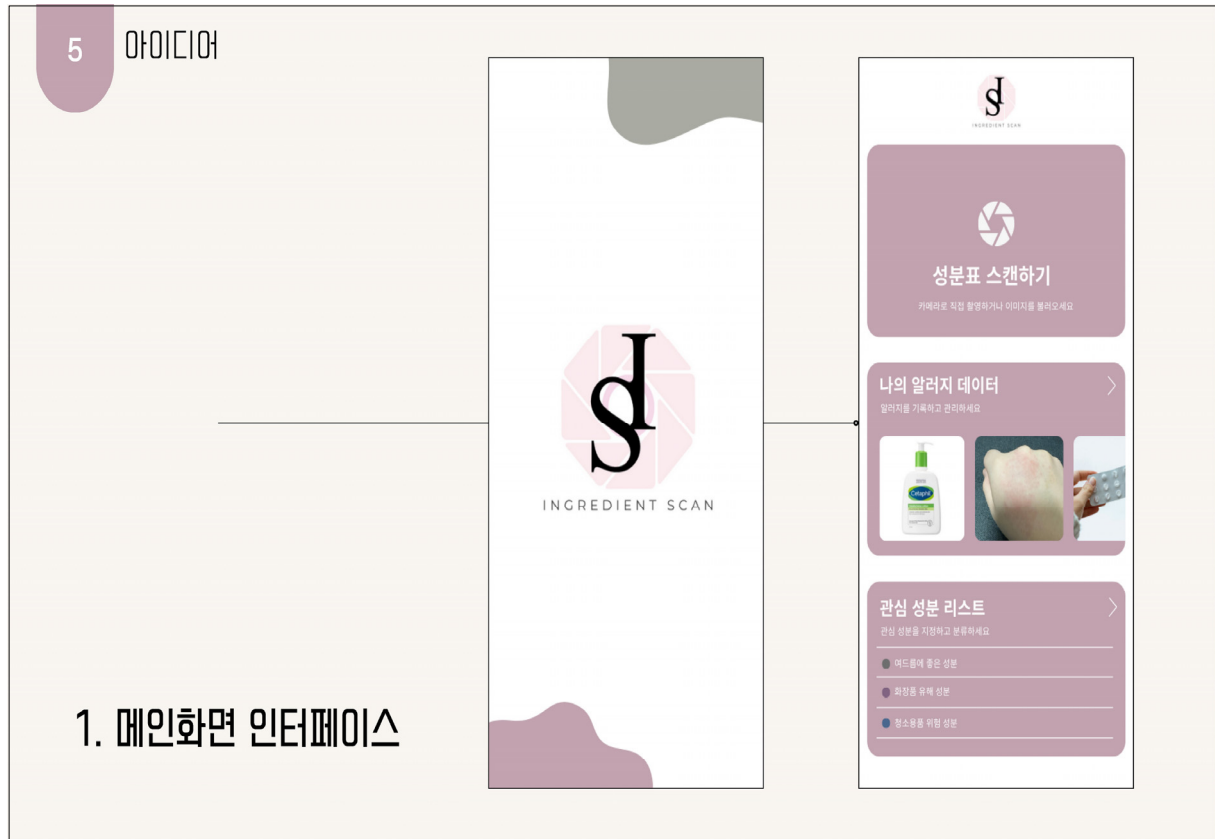 5
아이디어
1. 메인화면 인터페이스
IS
INGREDIENT SCAN
IS
INGREDIENT SCAN
성분표 스캔하기
카메라로 직접 촬영하거나 이미지를 불러오세요
나의 알러지 데이터
알러지를 기록하고 관리하세요
Cetaphil
관심 성분 리스트
관심 성분을 지정하고 분류하세요
여드름에 좋은 성분
화장품 유해 성분
청소용품 위험 성분